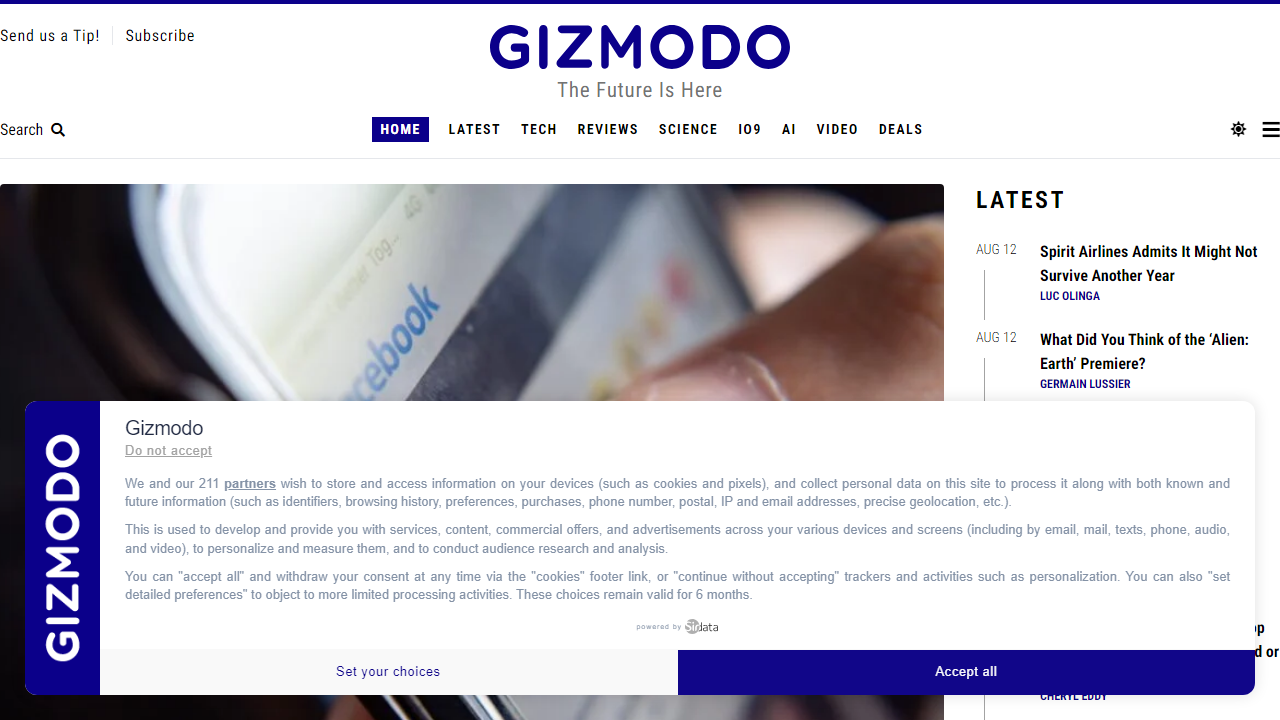 Send us a Tip!
Subscribe
GIZMODO
The Future Is Here
Search
HOME
LATEST
TECH
REVIEWS
SCIENCE
IO9
AI
VIDEO
DEALS
4G
facebook
LATEST
AUG 12
Spirit Airlines Admits It Might Not
Survive Another Year
LUC OLINGA
AUG 12
What Did You Think of the ‘Alien:
Earth’ Premiere?
GERMAIN LUSSIER
GIZMODO
Gizmodo
Do not accept
We and our 211 partners wish to store and access information on your devices (such as cookies and pixels), and collect personal data on this site to process it along with both known and
future information (such as identifiers, browsing history, preferences, purchases, phone number, postal, IP and email addresses, precise geolocation, etc.).
This is used to develop and provide you with services, content, commercial offers, and advertisements across your various devices and screens (including by email, mail, texts, phone, audio,
and video), to personalize and measure them, and to conduct audience research and analysis.
You can "accept all" and withdraw your consent at any time via the "cookies" footer link, or "continue without accepting" trackers and activities such as personalization. You can also "set
detailed preferences" to object to more limited processing activities. These choices remain valid for 6 months.
powered by Sirdata
Set your choices
Accept all
or
CHERYL EDDY